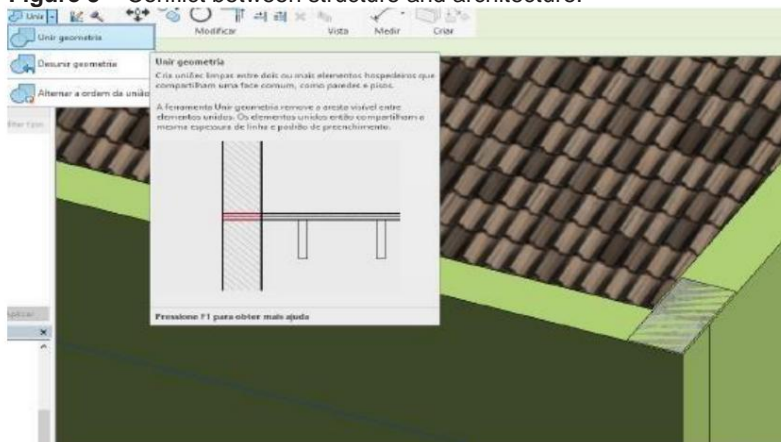 Figure 5 – Conflict between structure and architecture.
Unir
Modificar
Vista
Medir
Criar
Unir geometria
Desunir geometria
Alternar a ordem da união
Unir geometria
Cria uniões limpas entre dois ou mais elementos hospedeiros que
compartilham uma face comum, como paredes e pisos.
A ferramenta Unir geometria remove a aresta visível entre
elementos unidos. Os elementos unidos então compartilham a
mesma espessura de linha e padrão de preenchimento.
Pressione F1 para obter mais ajuda